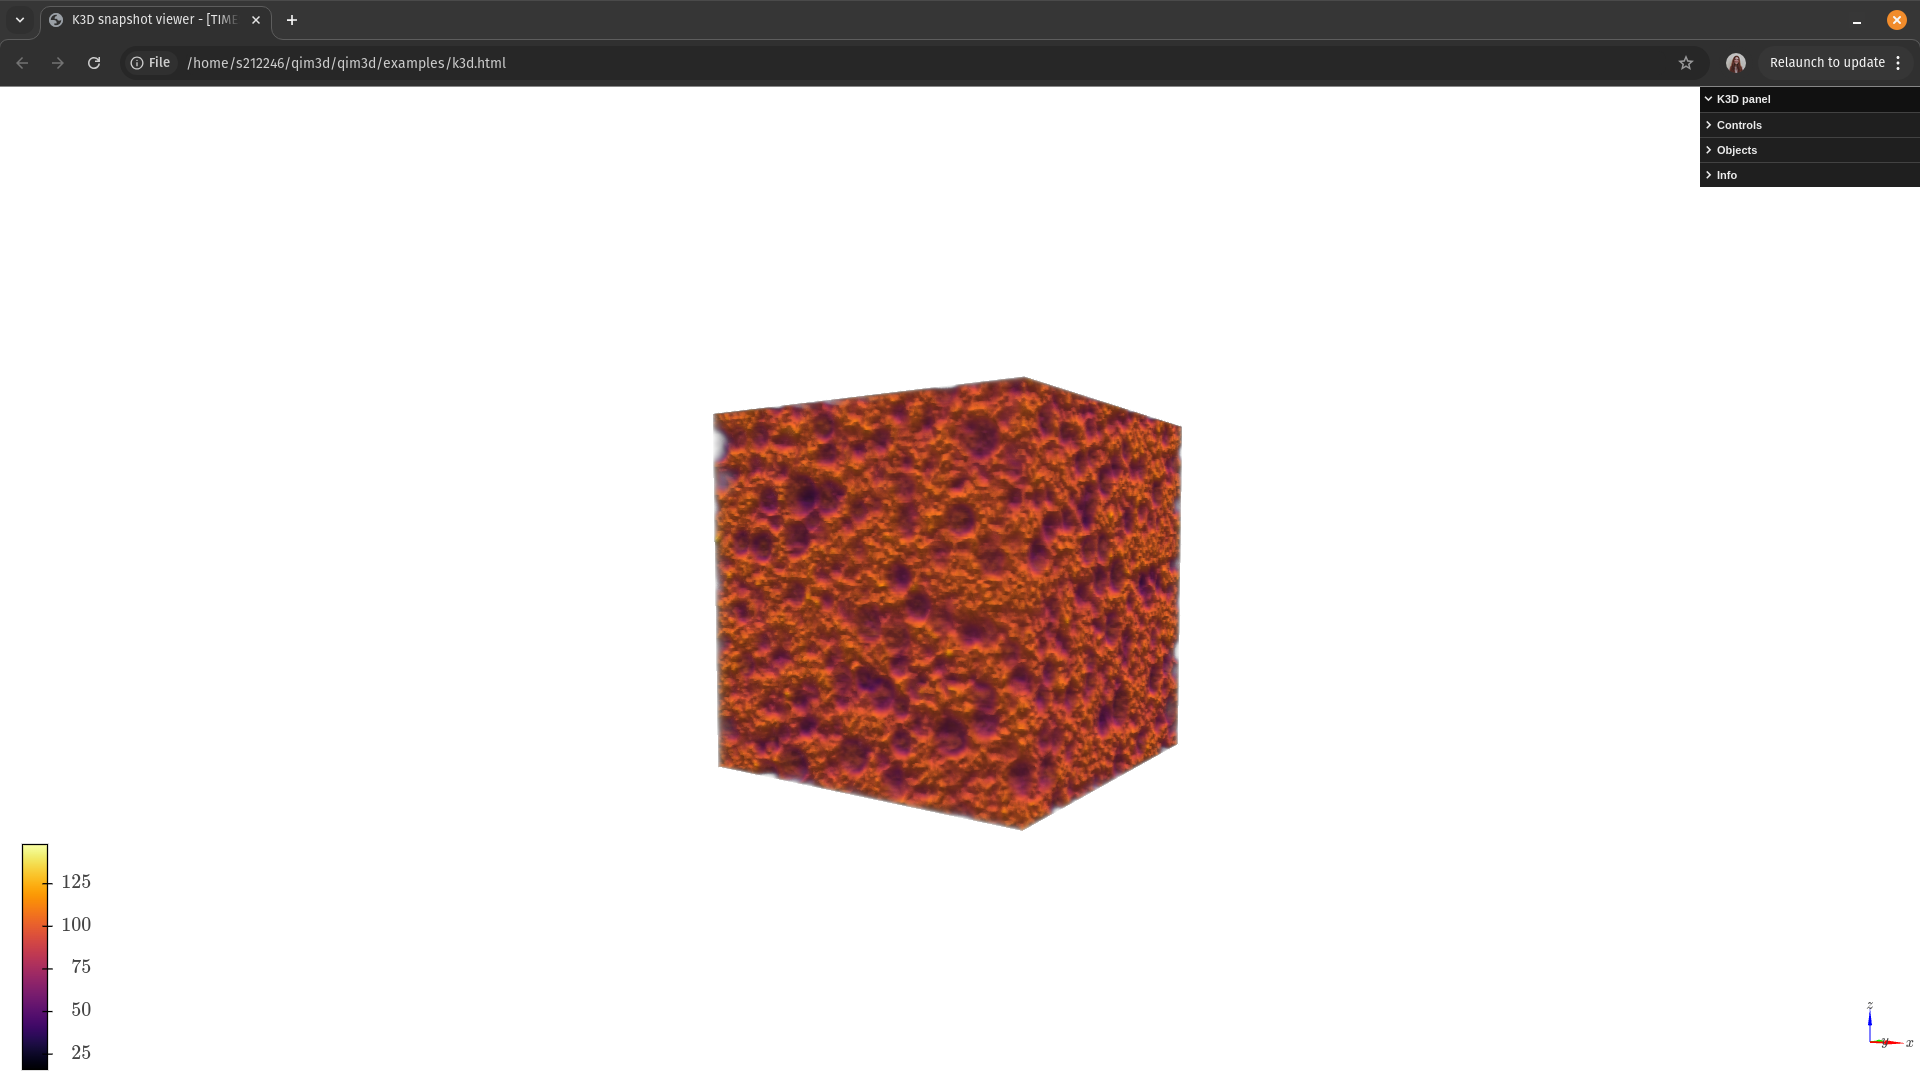 K3D snapshot viewer - [TIME
File /home/s212246/qim3d/qim3d/examples/k3d.html
Relaunch to update
K3D panel
Controls
Objects
Info
125
100
75
50
25
z
y
x